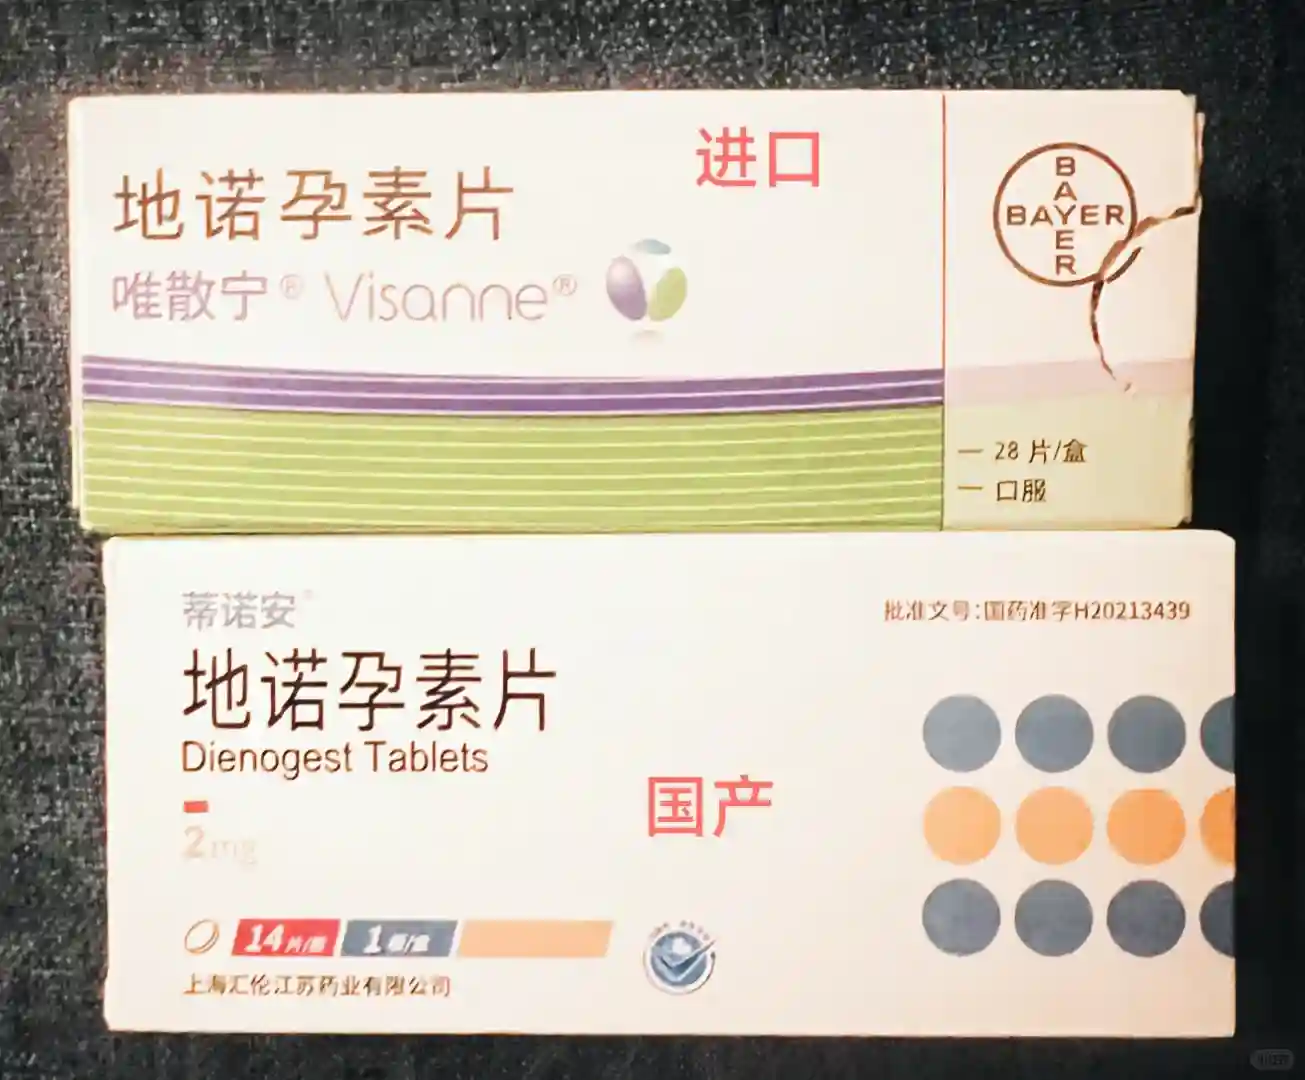 进口
地诺孕素片
唯散宁® Visanne®
BAYER
BAYER
28 片/盒
口服
蒂诺安
批准文号:国药准字H20213439
地诺孕素片
Dienogest Tablets
国产
2mg
14片/板 1板/盒
上海汇伦江苏药业有限公司